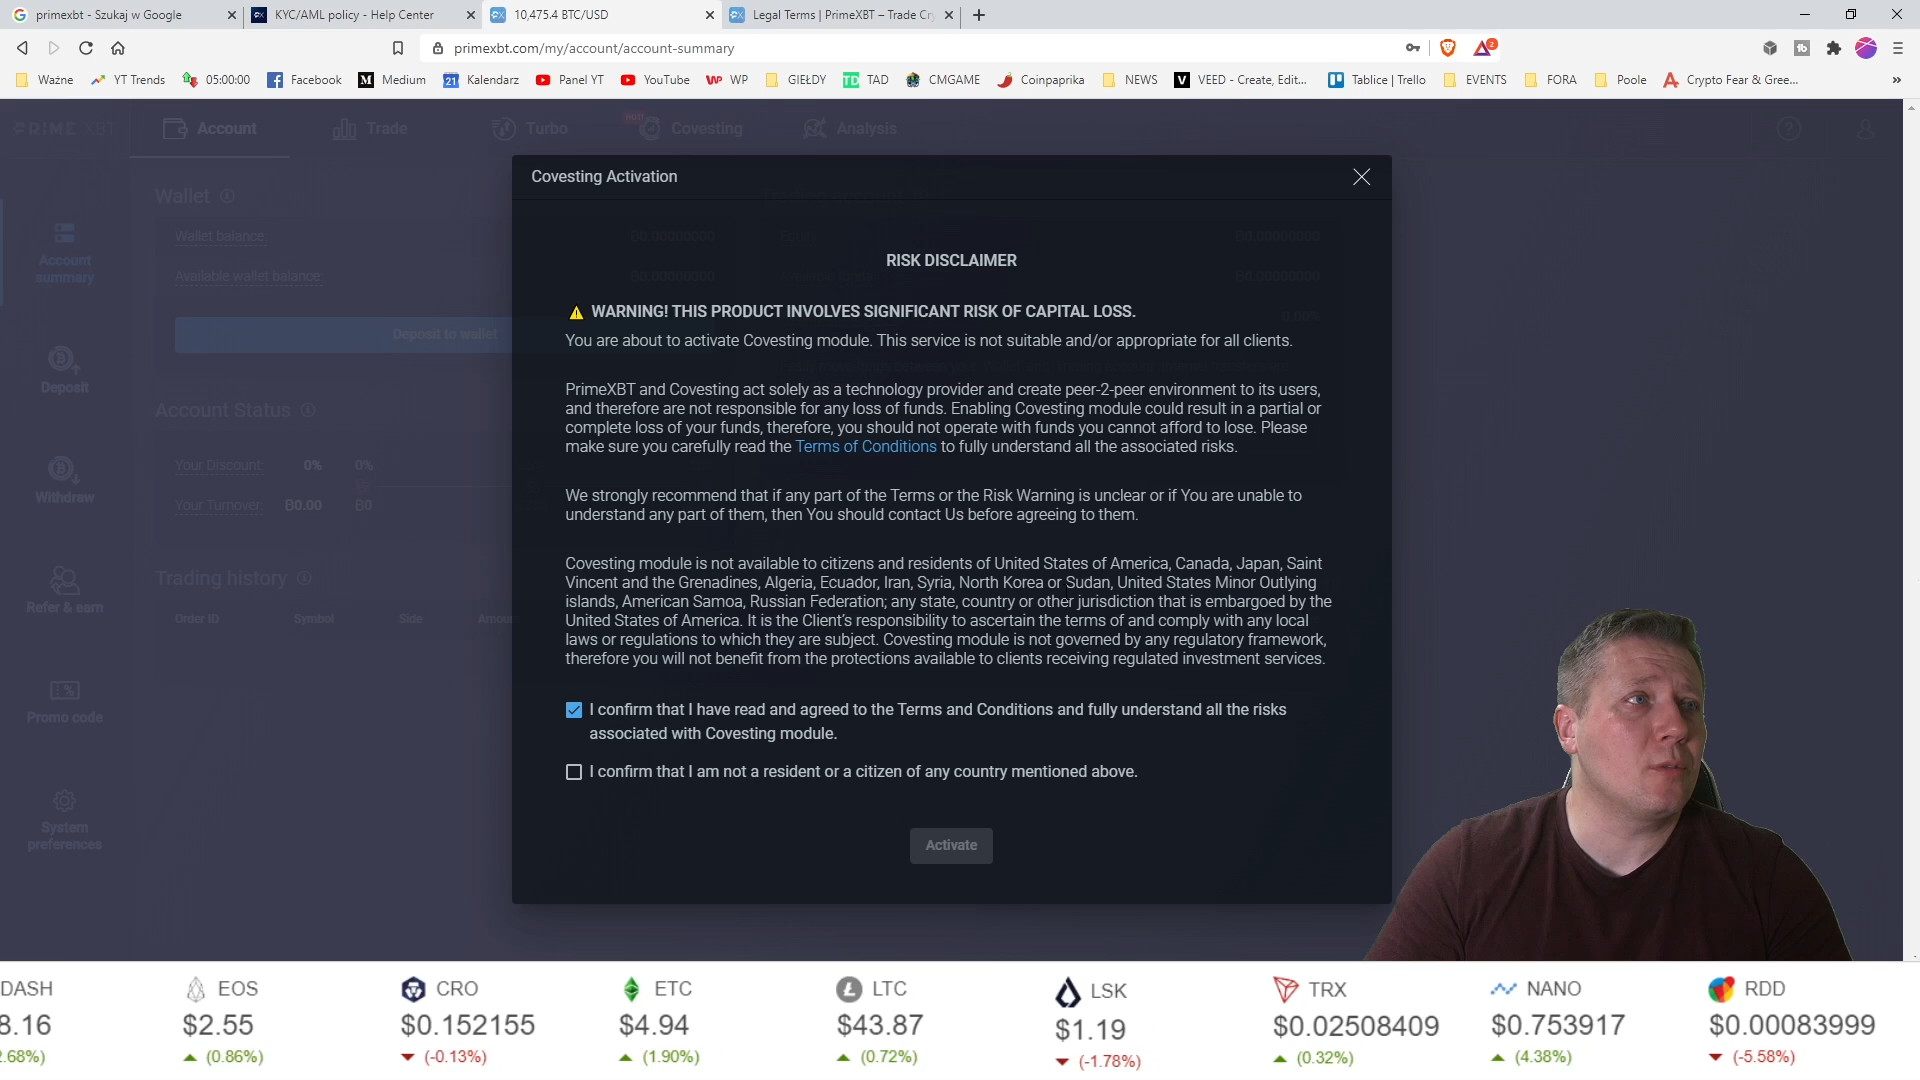 primexbt - Szukaj w Google
KYC/AML policy - Help Center
10,475.4 BTC/USD
Legal Terms | PrimeXBT – Trade Cr
primexbt.com/my/account/account-summary
2
Ważne
YT Trends
05:00:00
Facebook
Medium
Kalendarz
Panel YT
YouTube
WP
GIEŁDY
TAD
CMGAME
Coinpaprika
NEWS
VEED - Create, Edit...
Tablice | Trello
EVENTS
FORA
Poole
Crypto Fear & Gree...
PRIME XBT
Account
Trade
Turbo
HOT
Covesting
Analysis
Covesting Activation
Wallet
Wallet balance
Available wallet balance:
Deposit to wallet
Account summary
Deposit
Withdraw
Refer & earn
Promo code
System preferences
Account Status
Your Discount: 0% 0%
Your Turnover: ₿0.00 ₿0
Trading history
Order ID Symbol Side Amou
RISK DISCLAIMER
WARNING! THIS PRODUCT INVOLVES SIGNIFICANT RISK OF CAPITAL LOSS.
You are about to activate Covesting module. This service is not suitable and/or appropriate for all clients.
PrimeXBT and Covesting act solely as a technology provider and create peer-2-peer environment to its users,
and therefore are not responsible for any loss of funds. Enabling Covesting module could result in a partial or
complete loss of your funds, therefore, you should not operate with funds you cannot afford to lose. Please
make sure you carefully read the Terms of Conditions to fully understand all the associated risks.
We strongly recommend that if any part of the Terms or the Risk Warning is unclear or if You are unable to
understand any part of them, then You should contact Us before agreeing to them.
Covesting module is not available to citizens and residents of United States of America, Canada, Japan, Saint
Vincent and the Grenadines, Algeria, Ecuador, Iran, Syria, North Korea or Sudan, United States Minor Outlying
islands, American Samoa, Russian Federation; any state, country or other jurisdiction that is embargoed by the
United States of America. It is the Client's responsibility to ascertain the terms of and comply with any local
laws or regulations to which they are subject. Covesting module is not governed by any regulatory framework,
therefore you will not benefit from the protections available to clients receiving regulated investment services.
I confirm that I have read and agreed to the Terms and Conditions and fully understand all the risks
associated with Covesting module.
I confirm that I am not a resident or a citizen of any country mentioned above.
Activate
DASH EOS CRO ETC LTC LSK TRX NANO RDD
8.16 $2.55 $0.152155 $4.94 $43.87 $1.19 $0.02508409 $0.753917 $0.00083999
2.68%) (0.86%) (-0.13%) (1.90%) (0.72%) (-1.78%) (0.32%) (4.38%) (-5.58%)